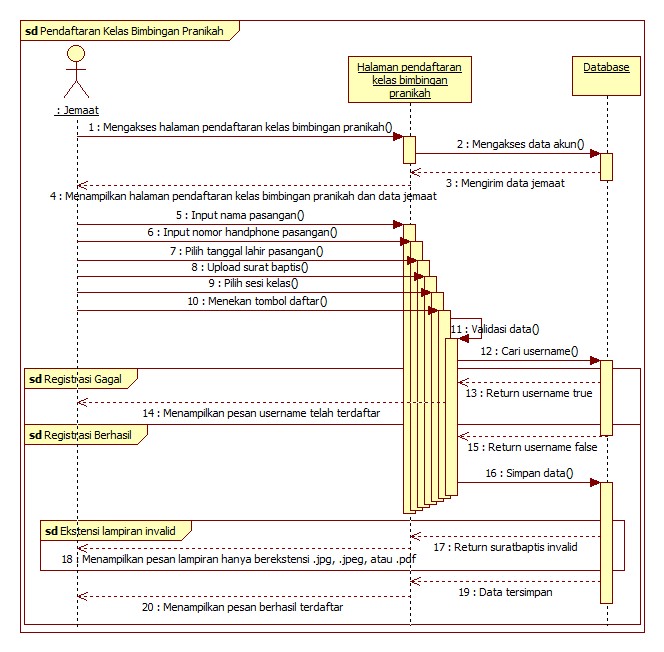 sd Pendaftaran Kelas Bimbingan Pranikah
: Jemaat
Halaman pendaftaran
kelas bimbingan
pranikah
Database
1 : Mengakses halaman pendaftaran kelas bimbingan pranikah()
2 : Mengakses data akun()
3 : Mengirim data jemaat
4 : Menampilkan halaman pendaftaran kelas bimbingan pranikah dan data jemaat
5 : Input nama pasangan()
6 : Input nomor handphone pasangan()
7 : Pilih tanggal lahir pasangan()
8 : Upload surat baptis()
9 : Pilih sesi kelas()
10 : Menekan tombol daftar()
11 : Validasi data()
12 : Cari username()
sd Registrasi Gagal
13 : Return username true
14 : Menampilkan pesan username telah terdaftar
sd Registrasi Berhasil
15 : Return username false
16 : Simpan data()
sd Ekstensi lampiran invalid
17 : Return suratbaptis invalid
18 : Menampilkan pesan lampiran hanya berekstensi .jpg, .jpeg, atau .pdf
19 : Data tersimpan
20 : Menampilkan pesan berhasil terdaftar